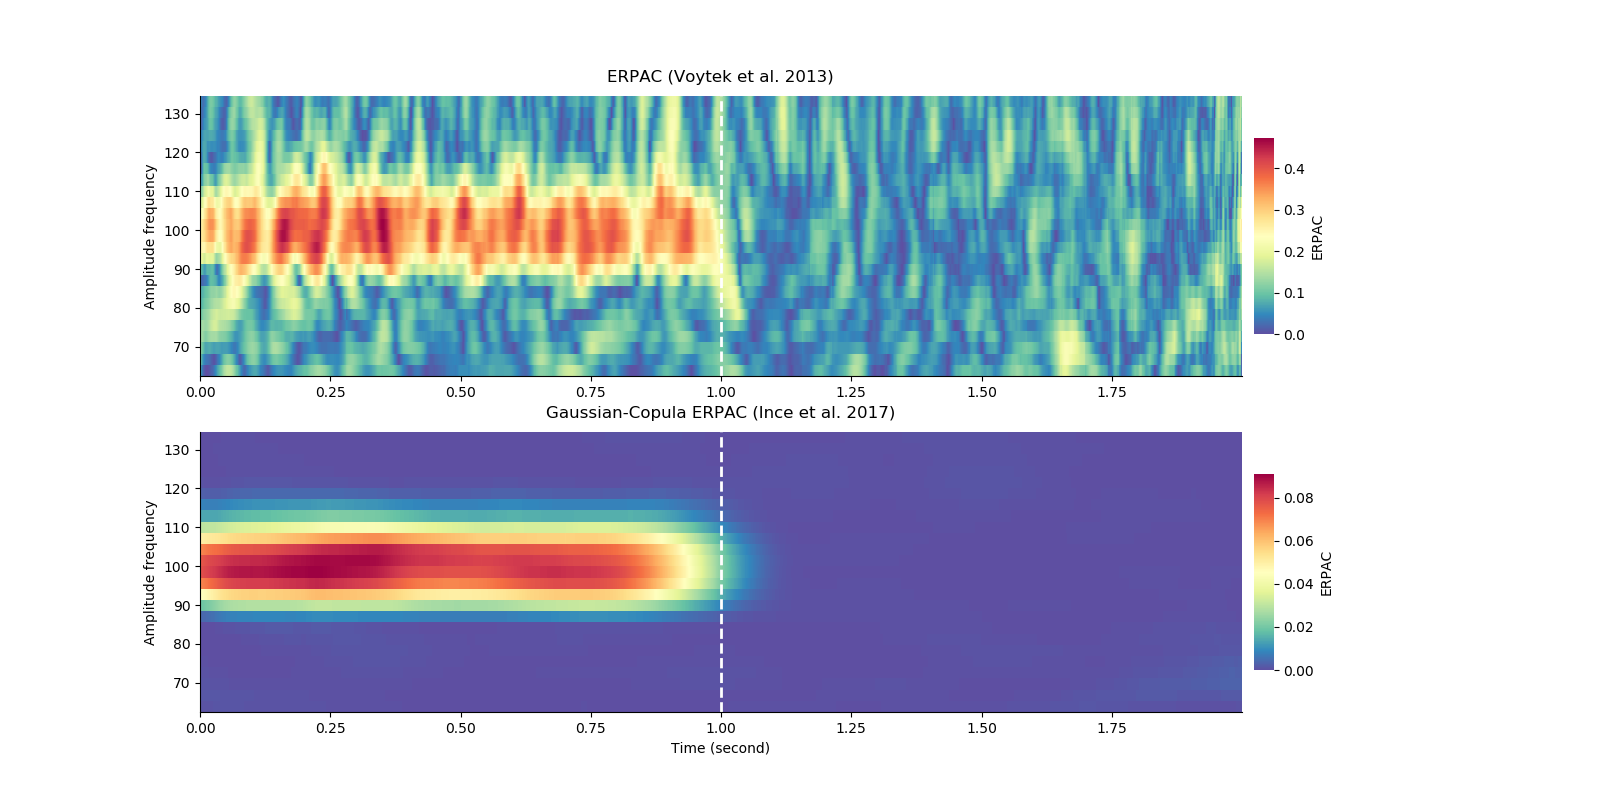 ERPAC (Voytek et al. 2013)
130
120
110
100
90
80
70
Amplitude frequency
0.00 0.25 0.50 0.75 1.00 1.25 1.50 1.75
0.4
0.3
0.2
0.1
0.0
ERPAC
Gaussian-Copula ERPAC (Ince et al. 2017)
130
120
110
100
90
80
70
Amplitude frequency
0.00 0.25 0.50 0.75 1.00 1.25 1.50 1.75
Time (second)
0.08
0.06
0.04
0.02
0.00
ERPAC